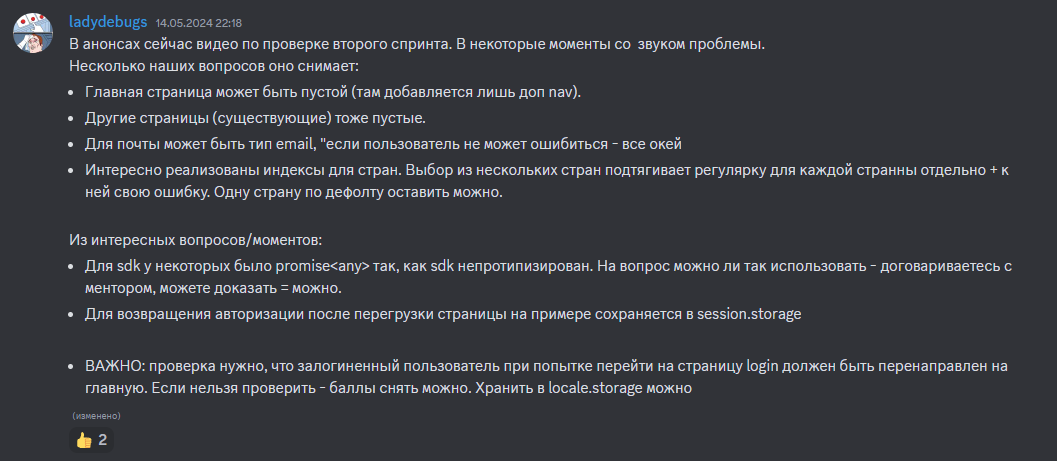 ladydebugs 14.05.2024 22:18
В анонсах сейчас видео по проверке второго спринта. В некоторые моменты со звуком проблемы.
Несколько наших вопросов оно снимает:
• Главная страница может быть пустой (там добавляется лишь доп nav).
• Другие страницы (существующие) тоже пустые.
• Для почты может быть тип email, "если пользователь не может ошибиться - все окей
• Интересно реализованы индексы для стран. Выбор из нескольких стран подтягивает регулярку для каждой странны отдельно + к
ней свою ошибку. Одну страну по дефолту оставить можно.
Из интересных вопросов/моментов:
• Для sdk у некоторых было promise<any> так, как sdk непротипизирован. На вопрос можно ли так использовать - договариваетесь с
ментором, можете доказать = можно.
• Для возвращения авторизации после перегрузки страницы на примере сохраняется в session.storage
• ВАЖНО: проверка нужно, что залогиненный пользователь при попытке перейти на страницу login должен быть перенаправлен на
главную. Если нельзя проверить - баллы снять можно. Хранить в locale.storage можно
(изменено)
👍 2